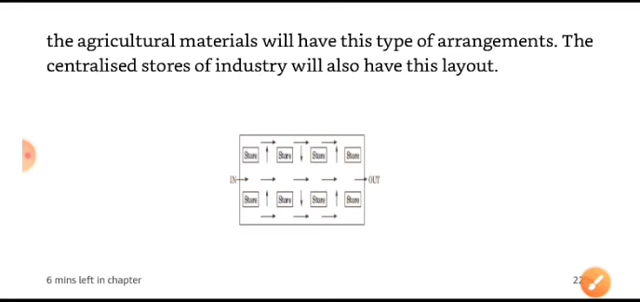 the agricultural materials will have this type of arrangements. The
centralised stores of industry will also have this layout.
Store Store Store Store
IN OUT
Store Store Store Store
6 mins left in chapter